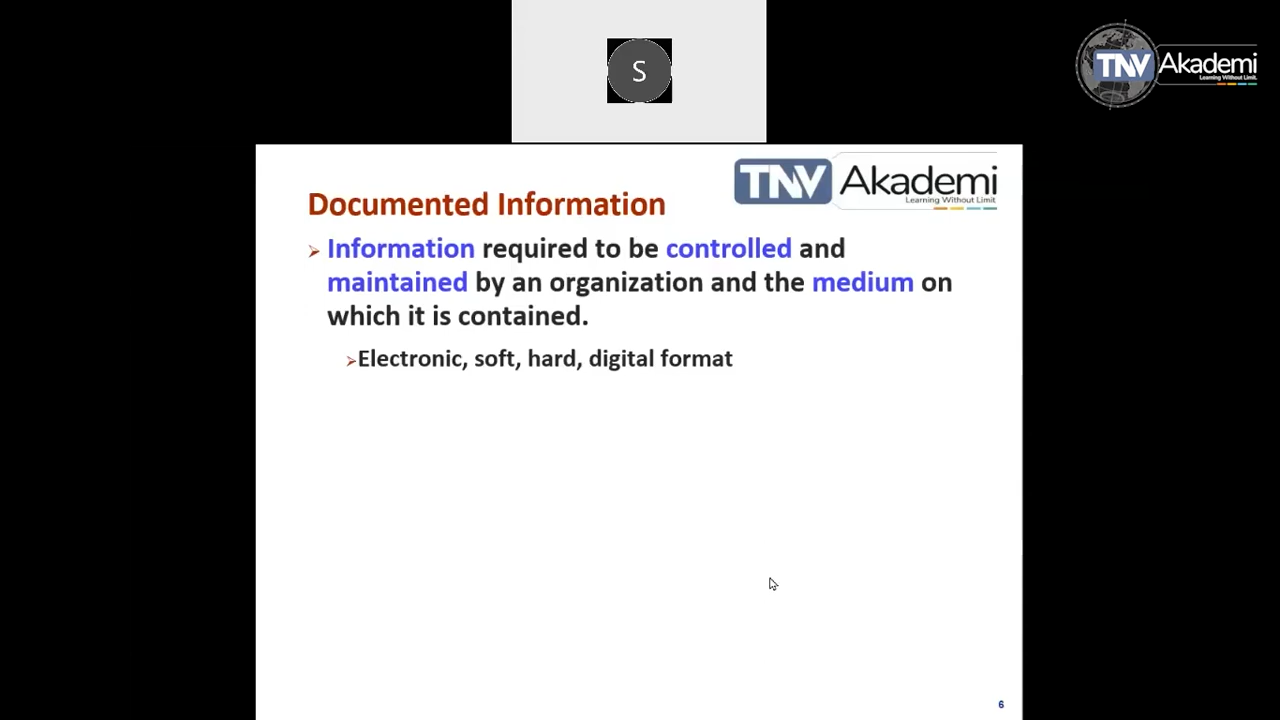 S
TNV Akademi
Learning Without Limit.
TNV Akademi
Learning Without Limit
Documented Information
Information required to be controlled and
maintained by an organization and the medium on
which it is contained.
Electronic, soft, hard, digital format
6